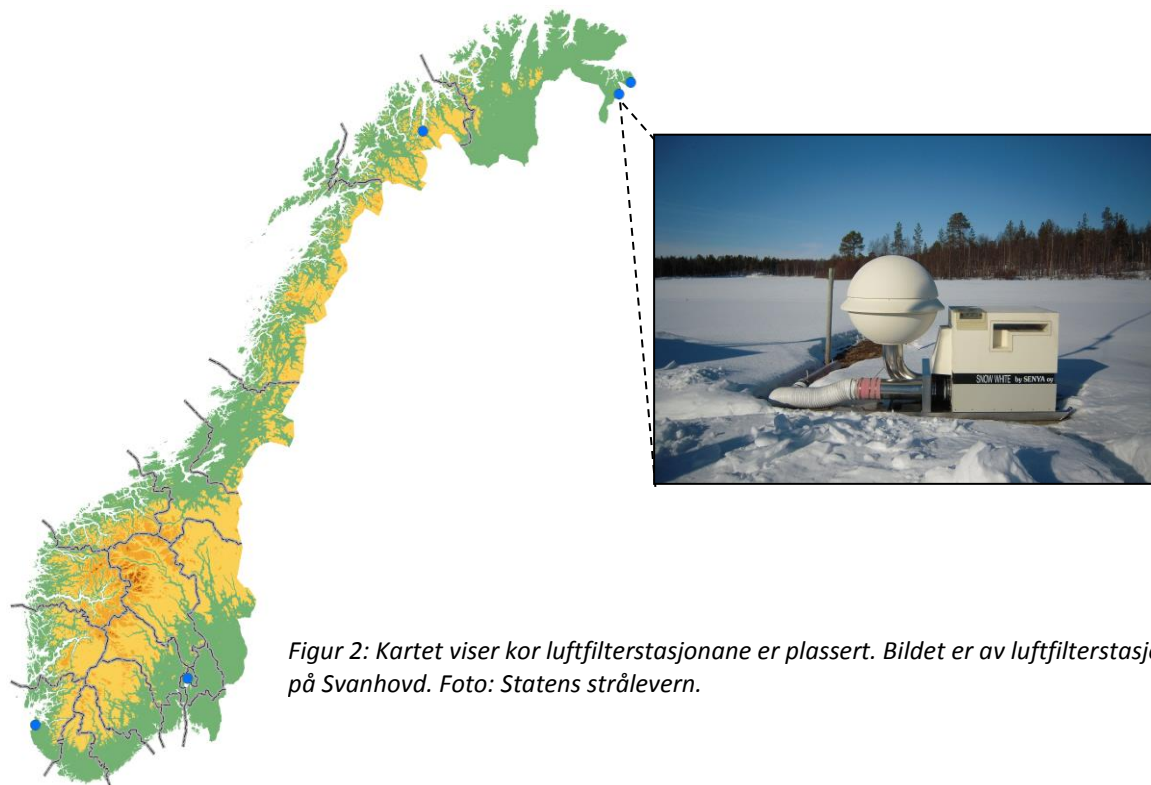 SNOW WHITE by SENYA oy
Figur 2: Kartet viser kor luftfilterstasjonane er plassert. Bildet er av luftfilterstasj
på Svanhovd. Foto: Statens strålevern.